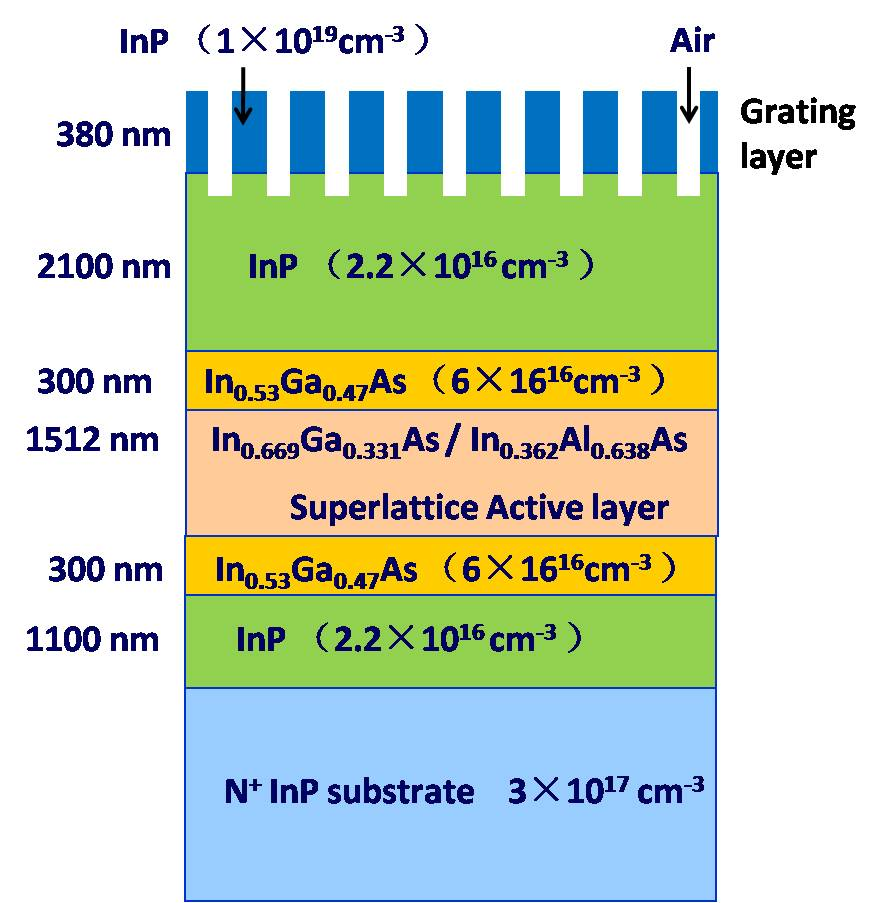 InP （1×10¹⁹cm⁻³） Air
380 nm
Grating
layer
2100 nm InP （2.2×10¹⁶ cm⁻³）
300 nm In₀.₅₃Ga₀.₄₇As （6×16¹⁶cm⁻³）
1512 nm In₀.₆₆₉Ga₀.₃₃₁As / In₀.₃₆₂Al₀.₆₃₈As
Superlattice Active layer
300 nm In₀.₅₃Ga₀.₄₇As （6×16¹⁶cm⁻³）
1100 nm InP （2.2×10¹⁶ cm⁻³）
N⁺ InP substrate 3×10¹⁷ cm⁻³